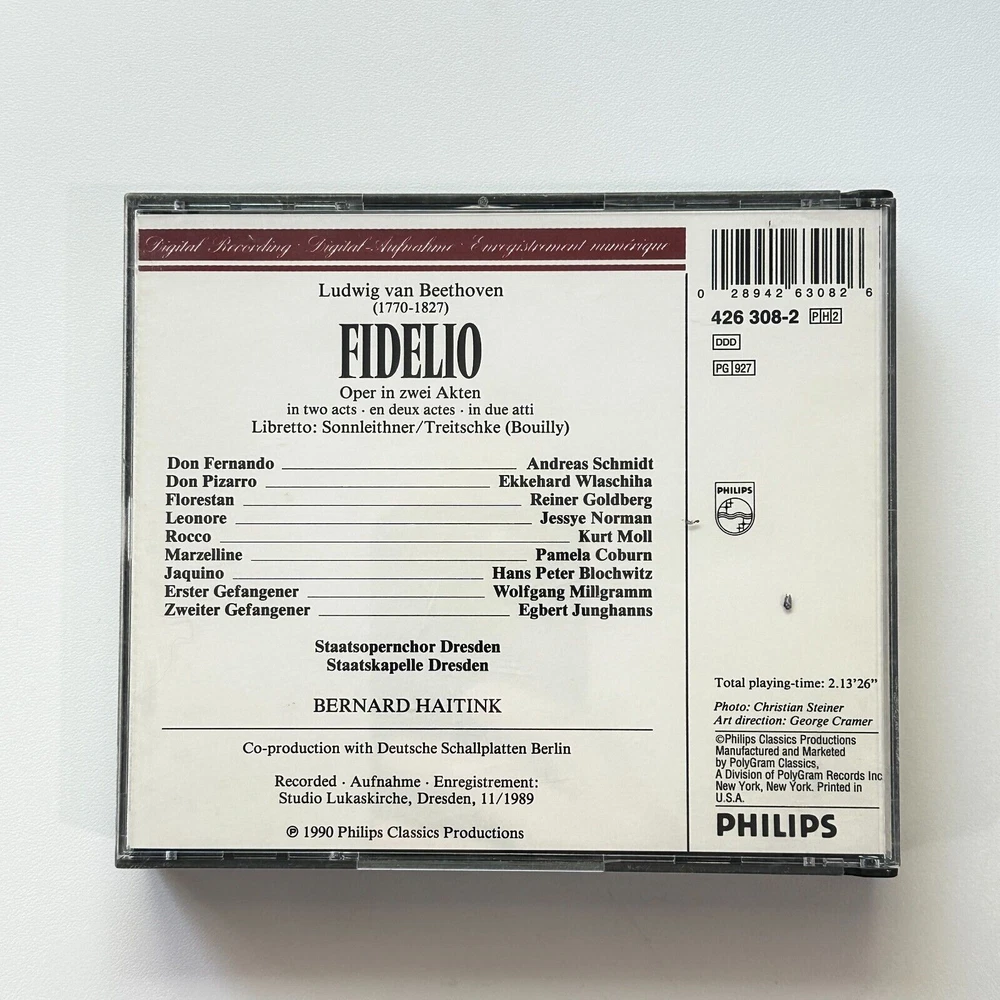 Digital Recording · Digital-Aufnahme · Enregistrement numérique
Ludwig van Beethoven
(1770-1827)
FIDELIO
Oper in zwei Akten
in two acts · en deux actes · in due atti
Libretto: Sonnleithner/Treitschke (Bouilly)
Don Fernando Andreas Schmidt
Don Pizarro Ekkehard Wlaschiha
Florestan Reiner Goldberg
Leonore Jessye Norman
Rocco Kurt Moll
Marzelline Pamela Coburn
Jaquino Hans Peter Blochwitz
Erster Gefangener Wolfgang Millgramm
Zweiter Gefangener Egbert Junghanns
Staatsopernchor Dresden
Staatskapelle Dresden
BERNARD HAITINK
Co-production with Deutsche Schallplatten Berlin
Recorded · Aufnahme · Enregistrement:
Studio Lukaskirche, Dresden, 11/1989
℗ 1990 Philips Classics Productions
0 28942 63082 6
426 308-2 PH2
DDD
PG 927
PHILIPS
Total playing-time: 2.13'26"
Photo: Christian Steiner
Art direction: George Cramer
©Philips Classics Productions
Manufactured and Marketed
by PolyGram Classics,
A Division of PolyGram Records Inc
New York, New York. Printed in
U.S.A.
PHILIPS